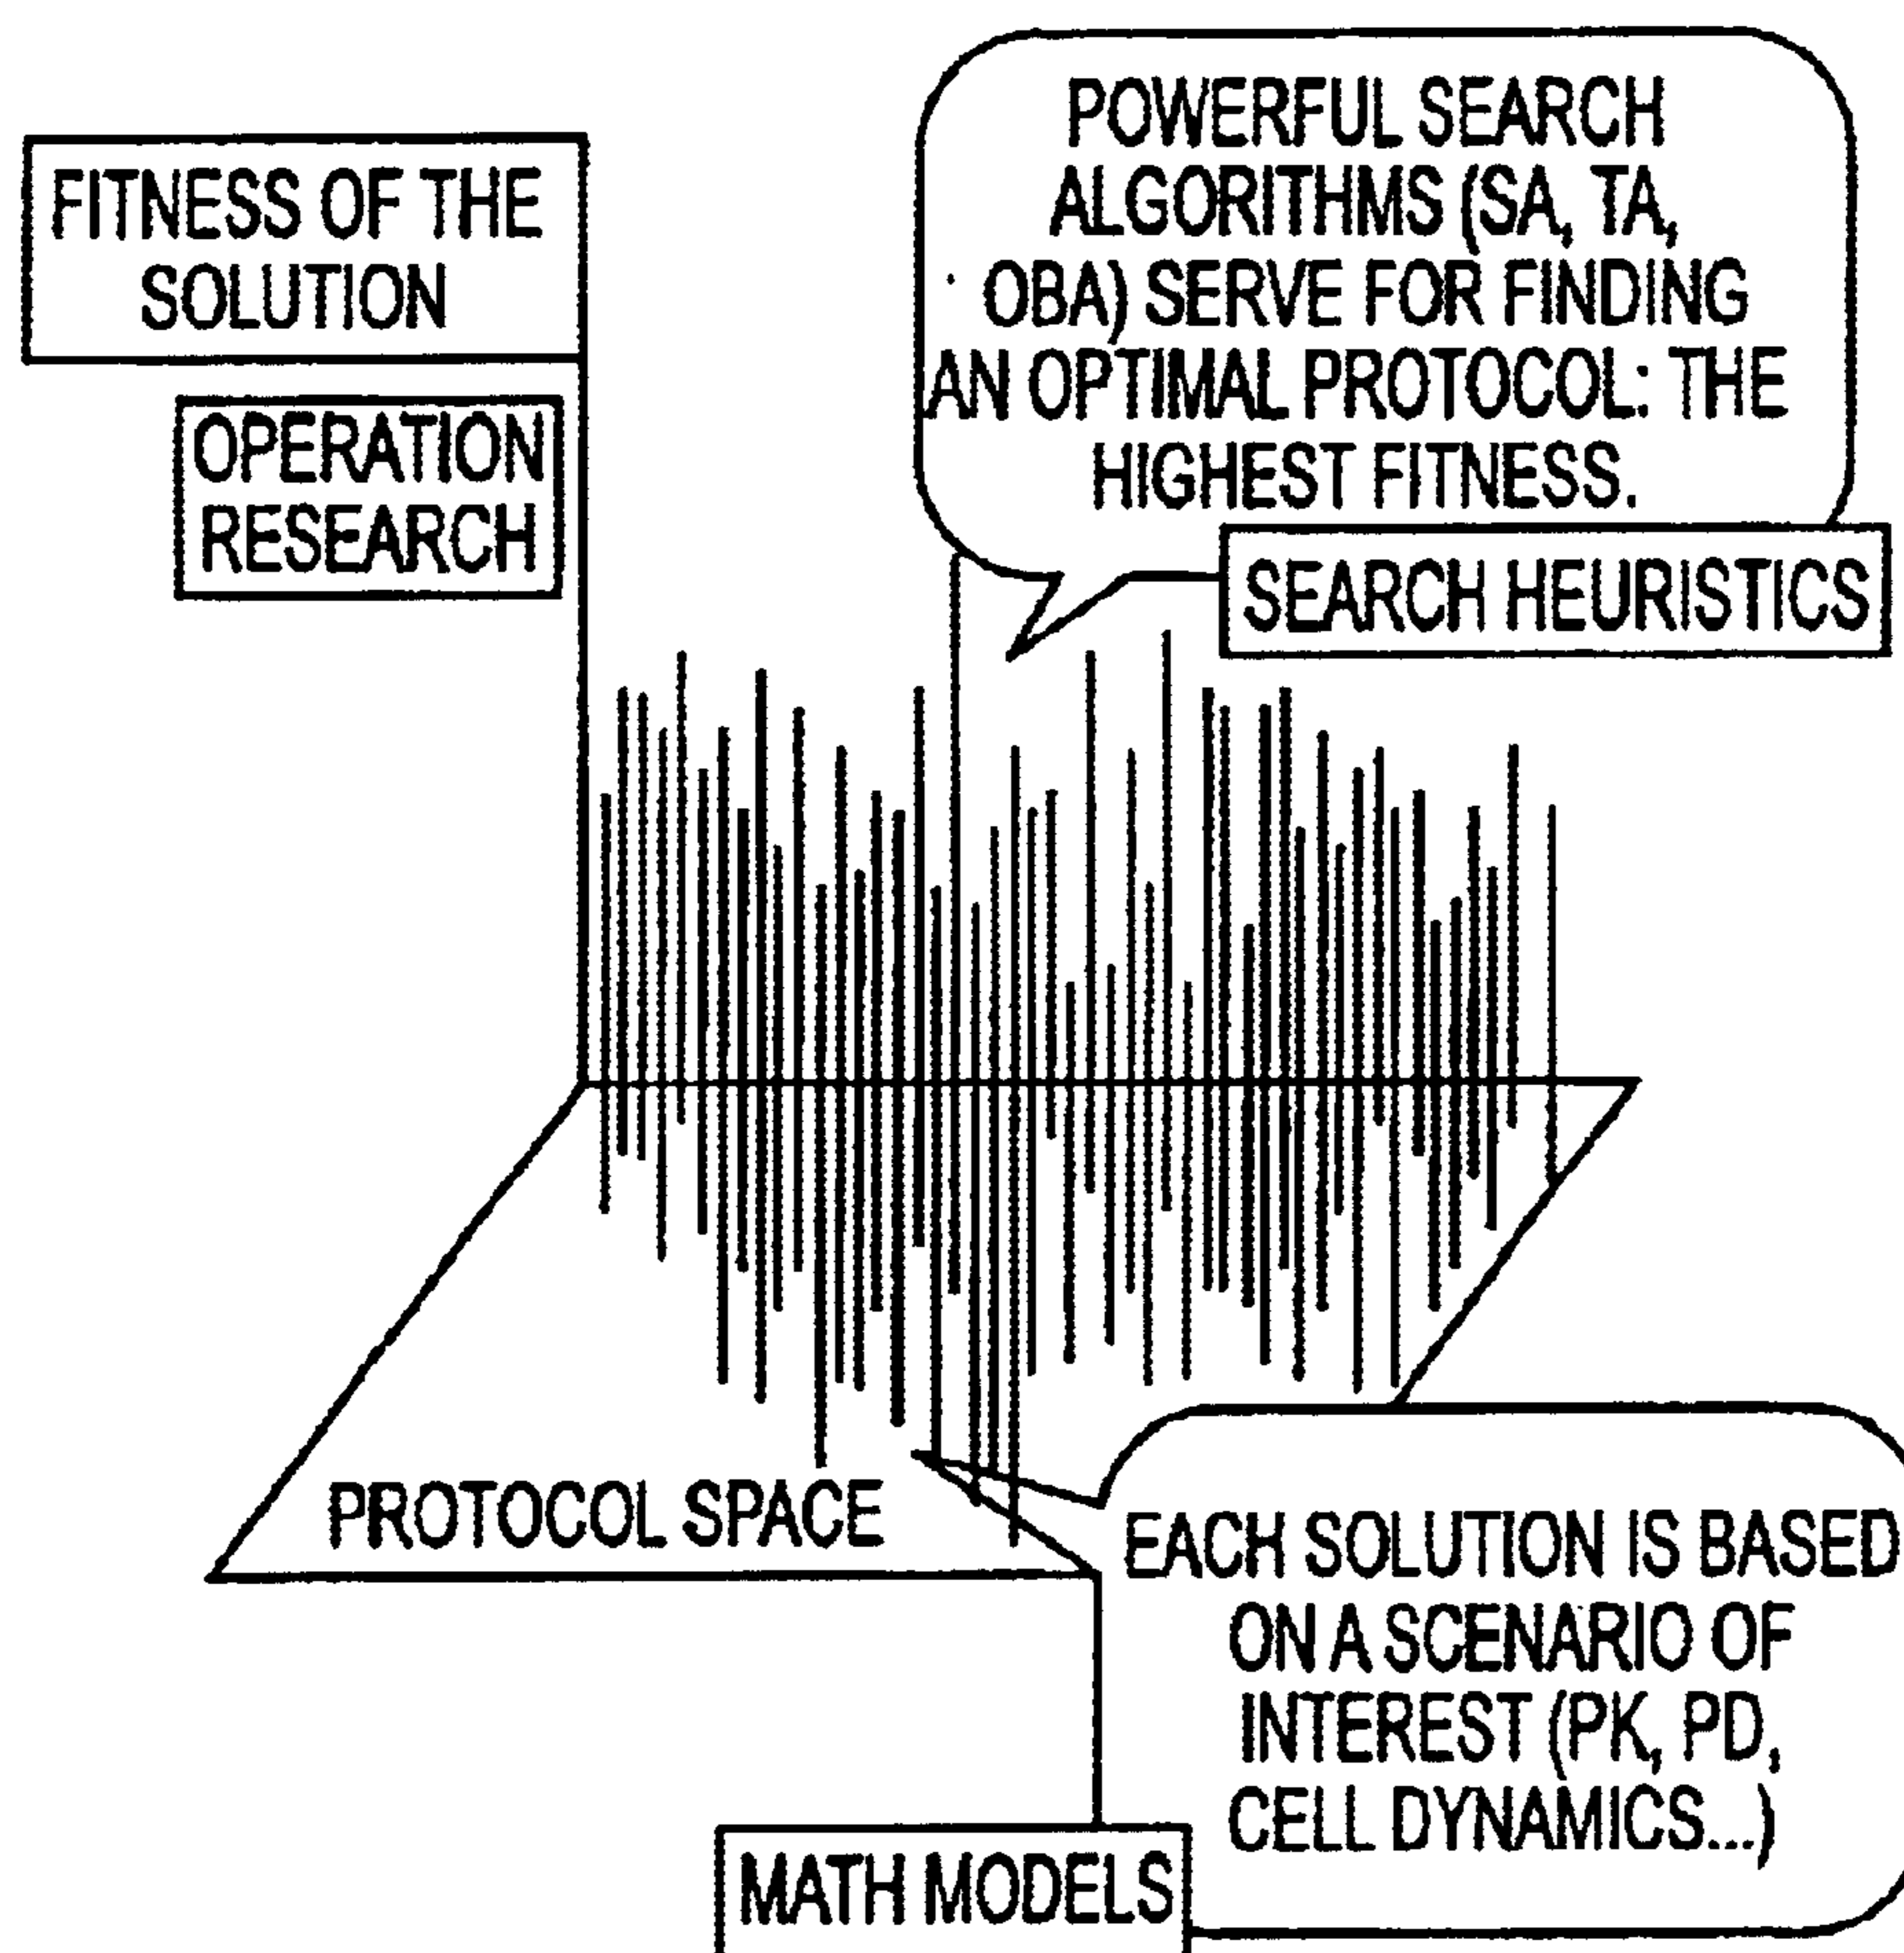 FITNESS OF THE
SOLUTION
OPERATION
RESEARCH
POWERFUL SEARCH
ALGORITHMS (SA, TA,
OBA) SERVE FOR FINDING
AN OPTIMAL PROTOCOL: THE
HIGHEST FITNESS.
SEARCH HEURISTICS
PROTOCOL SPACE
EACH SOLUTION IS BASED
ON A SCENARIO OF
INTEREST (PK, PD,
CELL DYNAMICS...)
MATH MODELS